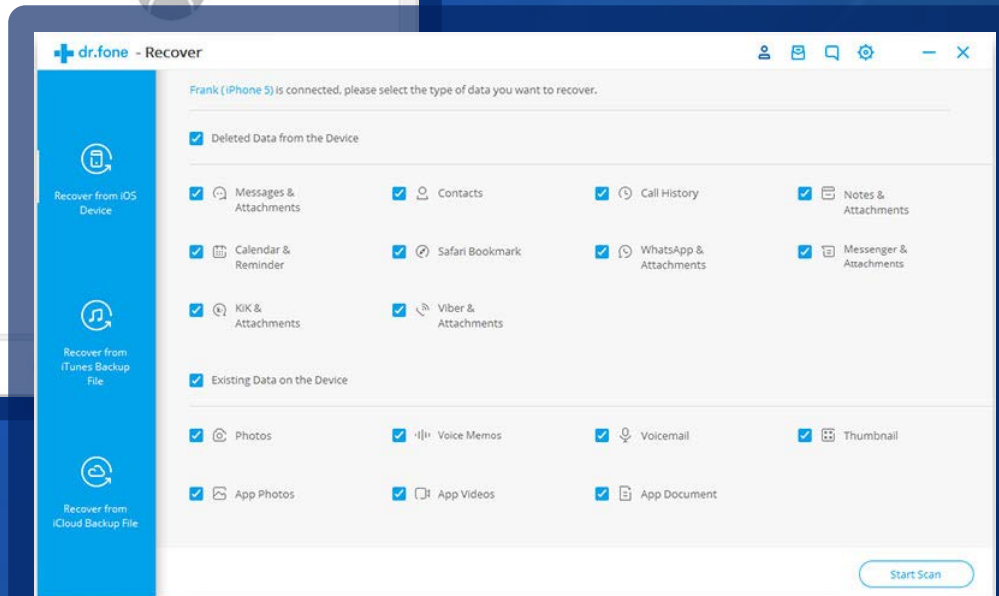 dr.fone - Recover
Frank (iPhone 5) is connected, please select the type of data you want to recover.
Deleted Data from the Device
Recover from iOS
Device
Messages &
Attachments
Contacts
Call History
Notes &
Attachments
Calendar &
Reminder
Safari Bookmark
WhatsApp &
Attachments
Messenger &
Attachments
KiK &
Attachments
Viber &
Attachments
Recover from
iTunes Backup
File
Existing Data on the Device
Photos
Voice Memos
Voicemail
Thumbnail
App Photos
App Videos
App Document
Recover from
iCloud Backup File
Start Scan